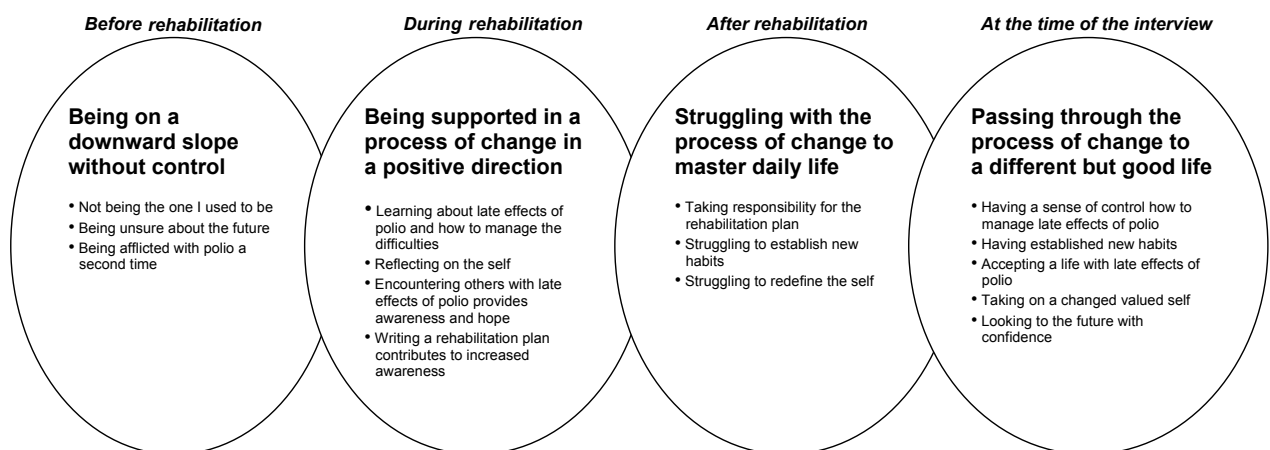 Before rehabilitation
During rehabilitation
After rehabilitation
At the time of the interview
Being on a
downward slope
without control
• Not being the one I used to be
• Being unsure about the future
• Being afflicted with polio a
second time
Being supported in a
process of change in
a positive direction
• Learning about late effects of
polio and how to manage the
difficulties
• Reflecting on the self
• Encountering others with late
effects of polio provides
awareness and hope
• Writing a rehabilitation plan
contributes to increased
awareness
Struggling with the
process of change to
master daily life
• Taking responsibility for the
rehabilitation plan
• Struggling to establish new
habits
• Struggling to redefine the self
Passing through the
process of change to
a different but good life
• Having a sense of control how to
manage late effects of polio
• Having established new habits
• Accepting a life with late effects of
polio
• Taking on a changed valued self
• Looking to the future with
confidence